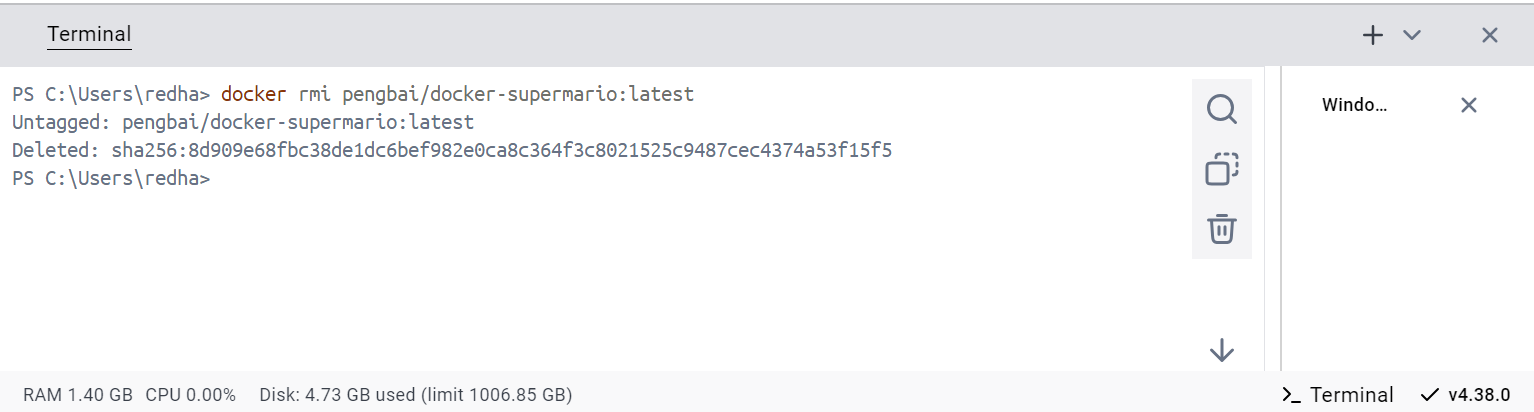 Terminal
PS C:\Users\redha> docker rmi pengbai/docker-supermario:latest
Untagged: pengbai/docker-supermario:latest
Deleted: sha256:8d909e68fbc38de1dc6bef982e0ca8c364f3c8021525c9487cec4374a53f15f5
PS C:\Users\redha>
Windo...
RAM 1.40 GB CPU 0.00% Disk: 4.73 GB used (limit 1006.85 GB) Terminal v4.38.0